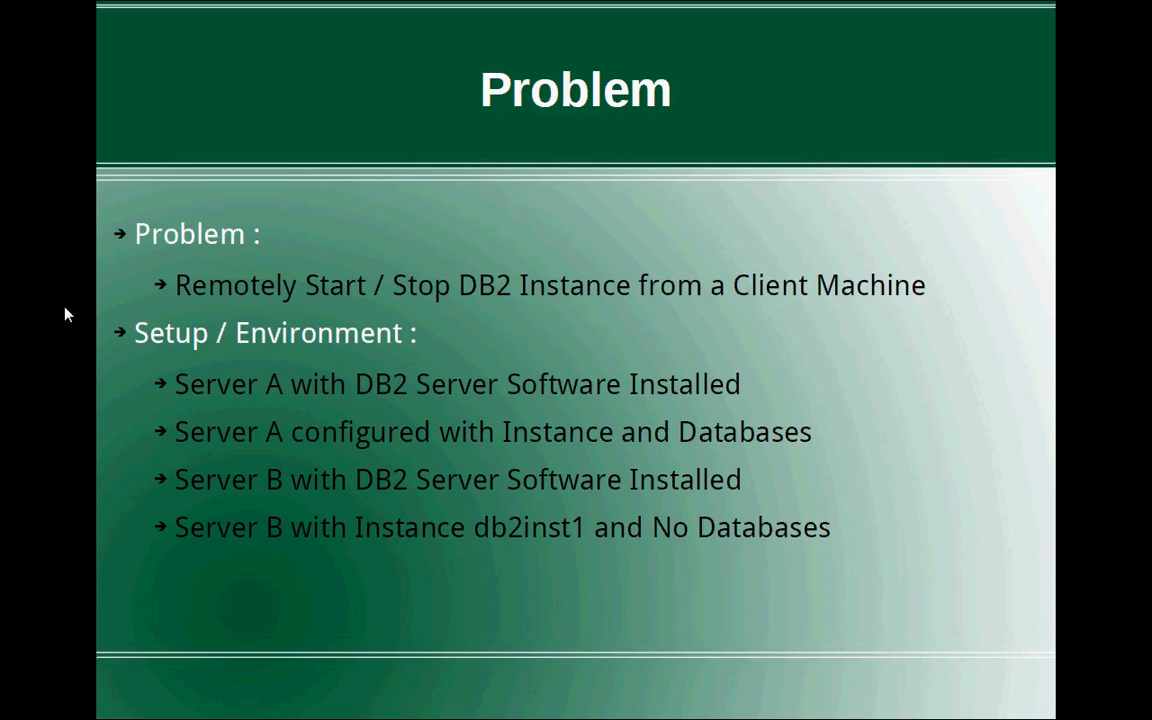 Problem
Problem :
Remotely Start / Stop DB2 Instance from a Client Machine
Setup / Environment :
Server A with DB2 Server Software Installed
Server A configured with Instance and Databases
Server B with DB2 Server Software Installed
Server B with Instance db2inst1 and No Databases